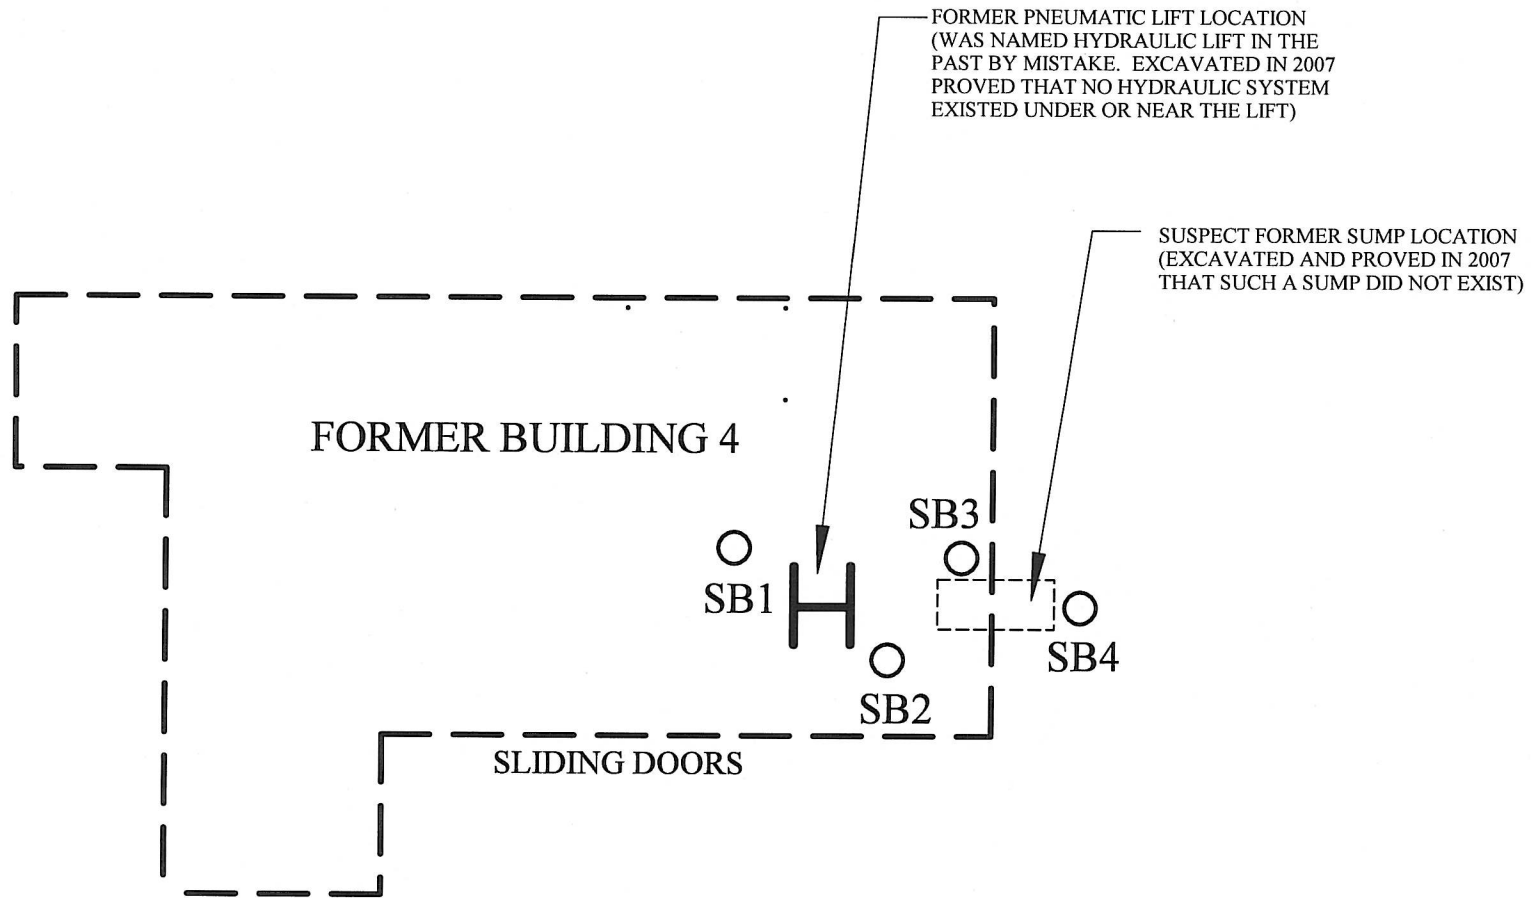 FORMER PNEUMATIC LIFT LOCATION
(WAS NAMED HYDRAULIC LIFT IN THE
PAST BY MISTAKE. EXCAVATED IN 2007
PROVED THAT NO HYDRAULIC SYSTEM
EXISTED UNDER OR NEAR THE LIFT)
SUSPECT FORMER SUMP LOCATION
(EXCAVATED AND PROVED IN 2007
THAT SUCH A SUMP DID NOT EXIST)
FORMER BUILDING 4
SB3
SB1
SB4
SB2
SLIDING DOORS